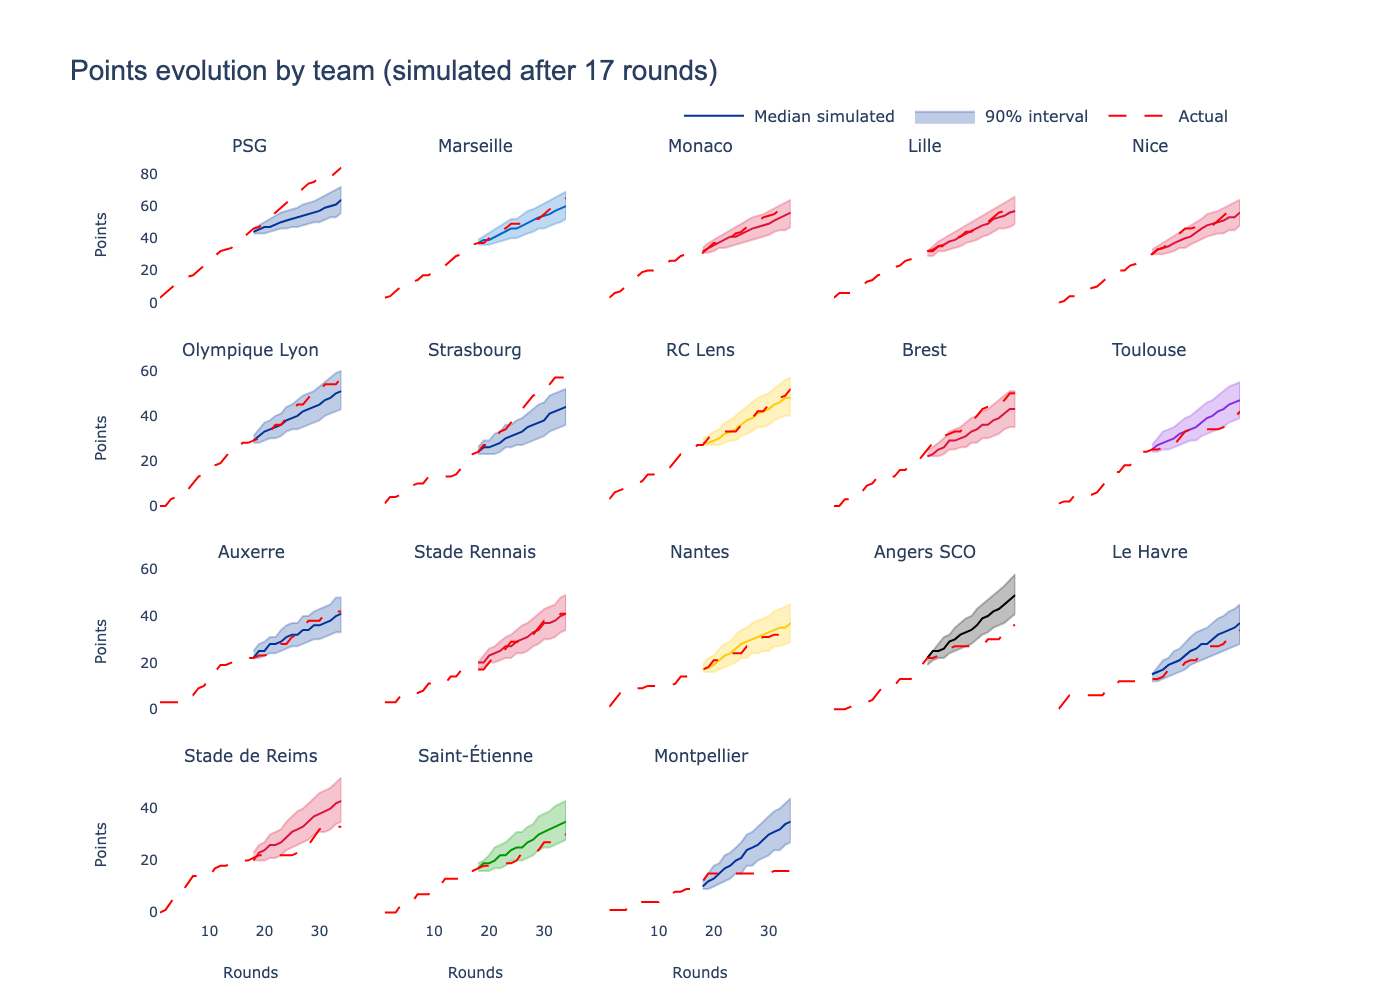 Points evolution by team (simulated after 17 rounds)
Median simulated 90% interval Actual
PSG Marseille Monaco Lille Nice
80
60
40
20
0
Points
Olympique Lyon Strasbourg RC Lens Brest Toulouse
60
40
20
0
Points
Auxerre Stade Rennais Nantes Angers SCO Le Havre
60
40
20
0
Points
Stade de Reims Saint-Étienne Montpellier
40
20
0
Points
10 20 30 10 20 30 10 20 30
Rounds Rounds Rounds